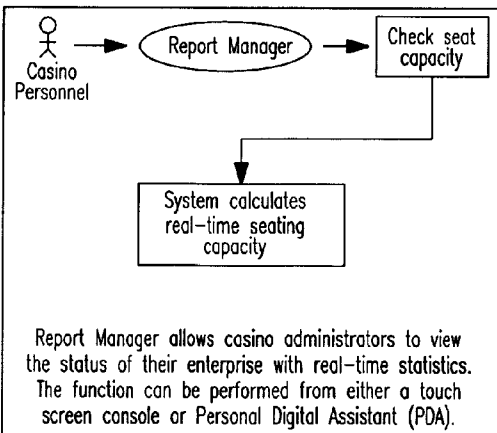 Casino
Personnel
Report Manager
Check seat
capacity
System calculates
real-time seating
capacity
Report Manager allows casino administrators to view
the status of their enterprise with real-time statistics.
The function can be performed from either a touch
screen console or Personal Digital Assistant (PDA).